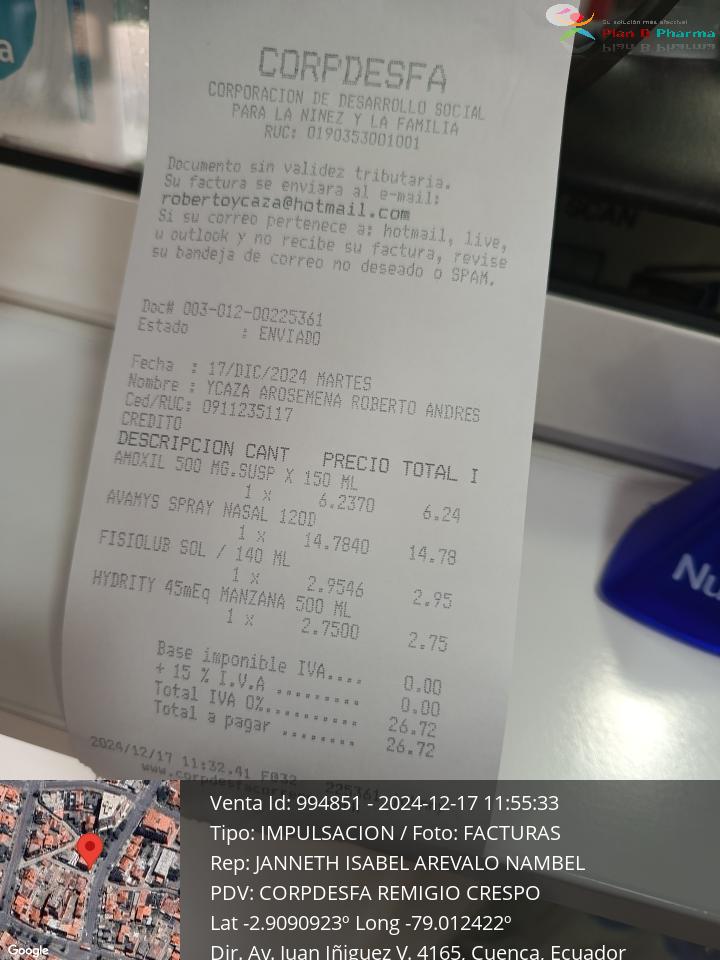 a
Su solución más efectiva!
Plan B Pharma
CORPDESFA
CORPORACION DE DESARROLLO SOCIAL
PARA LA NINEZ Y LA FAMILIA
RUC: 0190353001001
Documento sin validez tributaria.
Su factura se enviara al e-mail:
robertoycaza@hotmail.com
Si su correo pertenece a: hotmail, live,
u outlook y no recibe su factura, revise
su bandeja de correo no deseado o SPAM.
SCAN
Doc# 003-012-00225361
Estado : ENVIADO
Fecha : 17/DIC/2024 MARTES
Nombre : YCAZA AROSEMENA ROBERTO ANDRES
Ced/RUC: 0911235117
CREDITO
DESCRIPCION CANT PRECIO TOTAL I
AMOXIL 500 MG.SUSP X 150 ML
1 x 6.2370 6.24
AVAMYS SPRAY NASAL 120D
1 x 14.7840 14.78
FISIOLUB SOL / 140 ML
1 x 2.9546 2.95
HYDRITY 45mEq MANZANA 500 ML
1 x 2.7500 2.75
Nu
Base imponible IVA.... 0.00
+ 15 % I.V.A ......... 0.00
Total IVA 0%.......... 26.72
Total a pagar ........ 26.72
2024/12/17 11:32.41 F032 225361
Venta Id: 994851 - 2024-12-17 11:55:33
Tipo: IMPULSACION / Foto: FACTURAS
Rep: JANNETH ISABEL AREVALO NAMBEL
PDV: CORPDESFA REMIGIO CRESPO
Lat -2.9090923º Long -79.012422º
Dir. Av. Juan Iñiguez V. 4165, Cuenca, Ecuador
Google